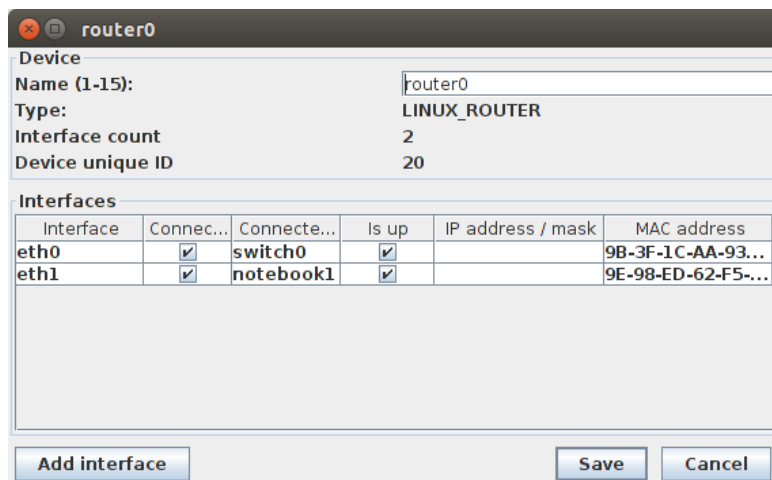 router0
Device
Name (1-15): router0
Type: LINUX_ROUTER
Interface count 2
Device unique ID 20
Interfaces
Interface Connec... Connecte... Is up IP address / mask MAC address
eth0 switch0 9B-3F-1C-AA-93...
eth1 notebook1 9E-98-ED-62-F5-...
Add interface Save Cancel